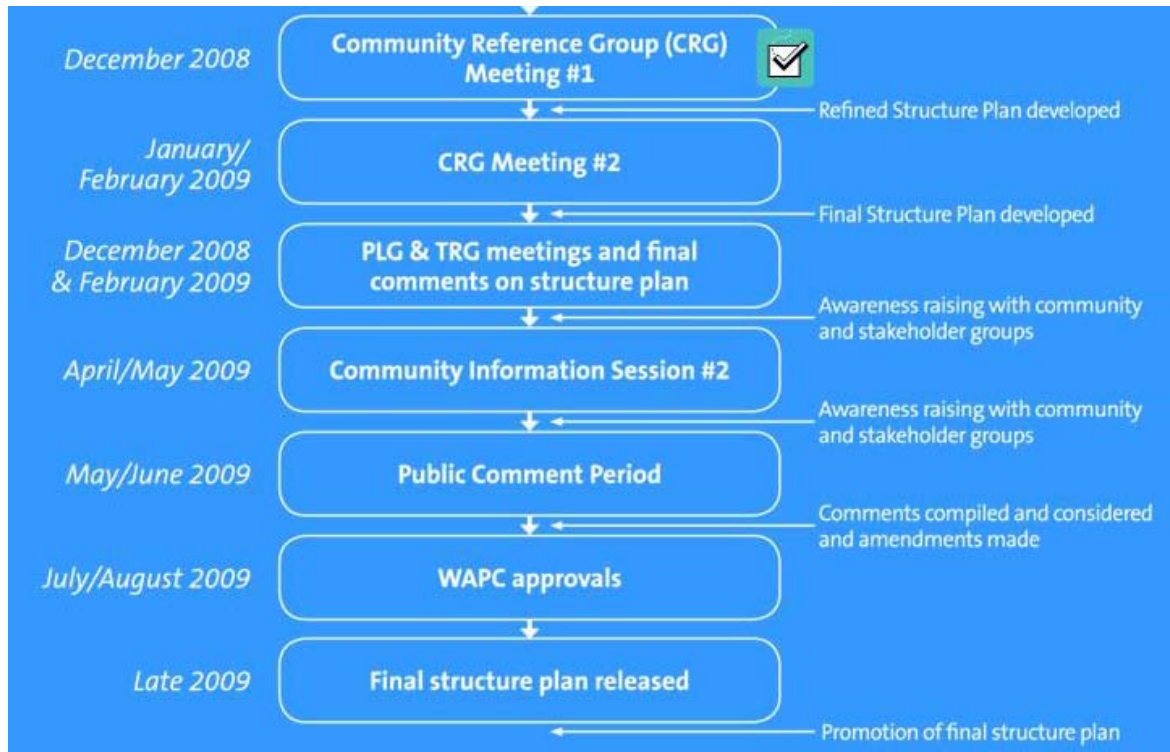 December 2008
Community Reference Group (CRG)
Meeting #1
Refined Structure Plan developed
January/
February 2009
CRG Meeting #2
Final Structure Plan developed
December 2008
& February 2009
PLG & TRG meetings and final
comments on structure plan
Awareness raising with community
and stakeholder groups
April/May 2009
Community Information Session #2
Awareness raising with community
and stakeholder groups
May/June 2009
Public Comment Period
Comments compiled and considered
and amendments made
July/August 2009
WAPC approvals
Late 2009
Final structure plan released
Promotion of final structure plan